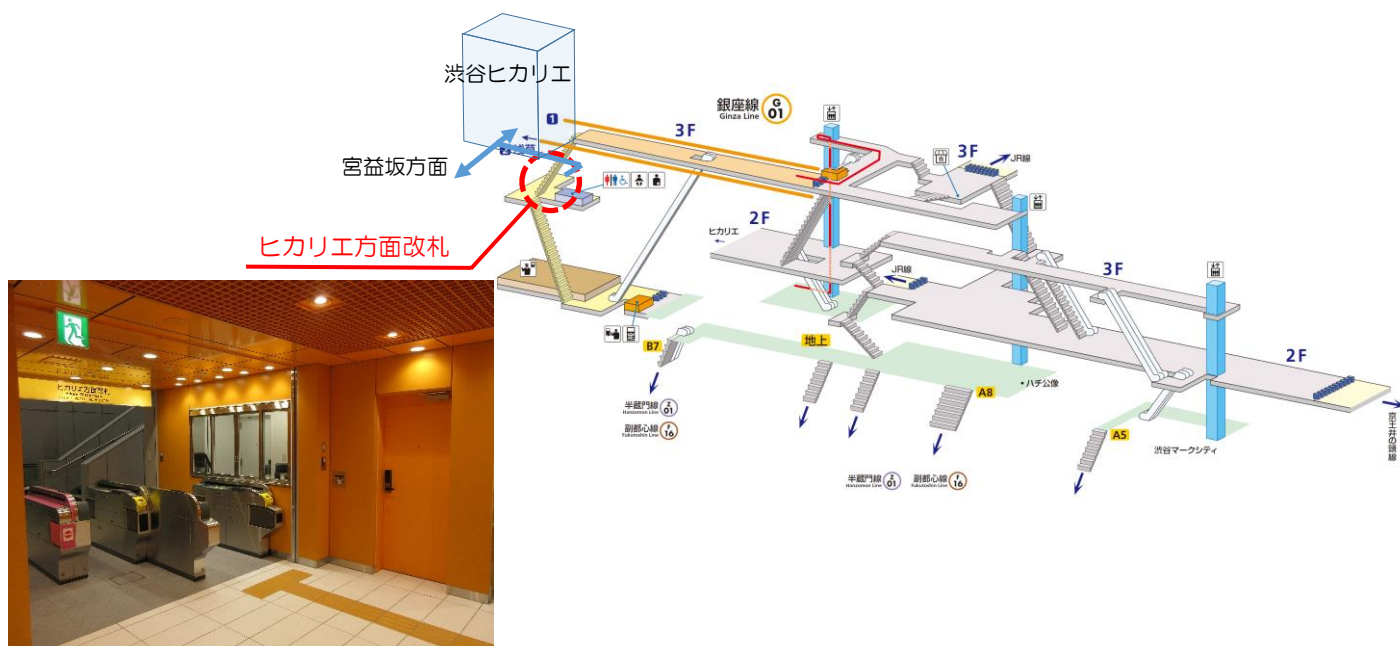 渋谷ヒカリエ
銀座線
Ginza Line
G
01
1
3F
3F
JR線
宮益坂方面
2F
ヒカリエ
ヒカリエ方面改札
JR線
3F
2F
B7
地上
A8
ハチ公像
A5
渋谷マークシティ
京王井の頭線
半蔵門線
Hanzomon Line
Z
01
副都心線
Fukutoshin Line
F
16
半蔵門線
Hanzomon Line
Z
01
副都心線
Fukutoshin Line
F
16
ヒカリエ方面改札